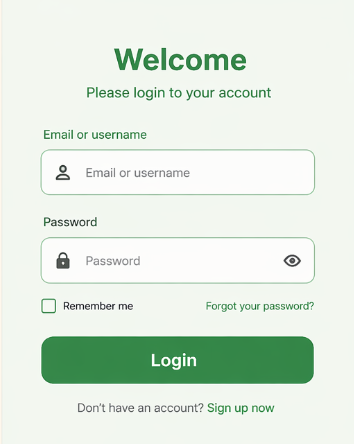 Welcome
Please login to your account
Email or username
Email or username
Password
Password
Remember me Forgot your password?
Login
Don't have an account? Sign up now